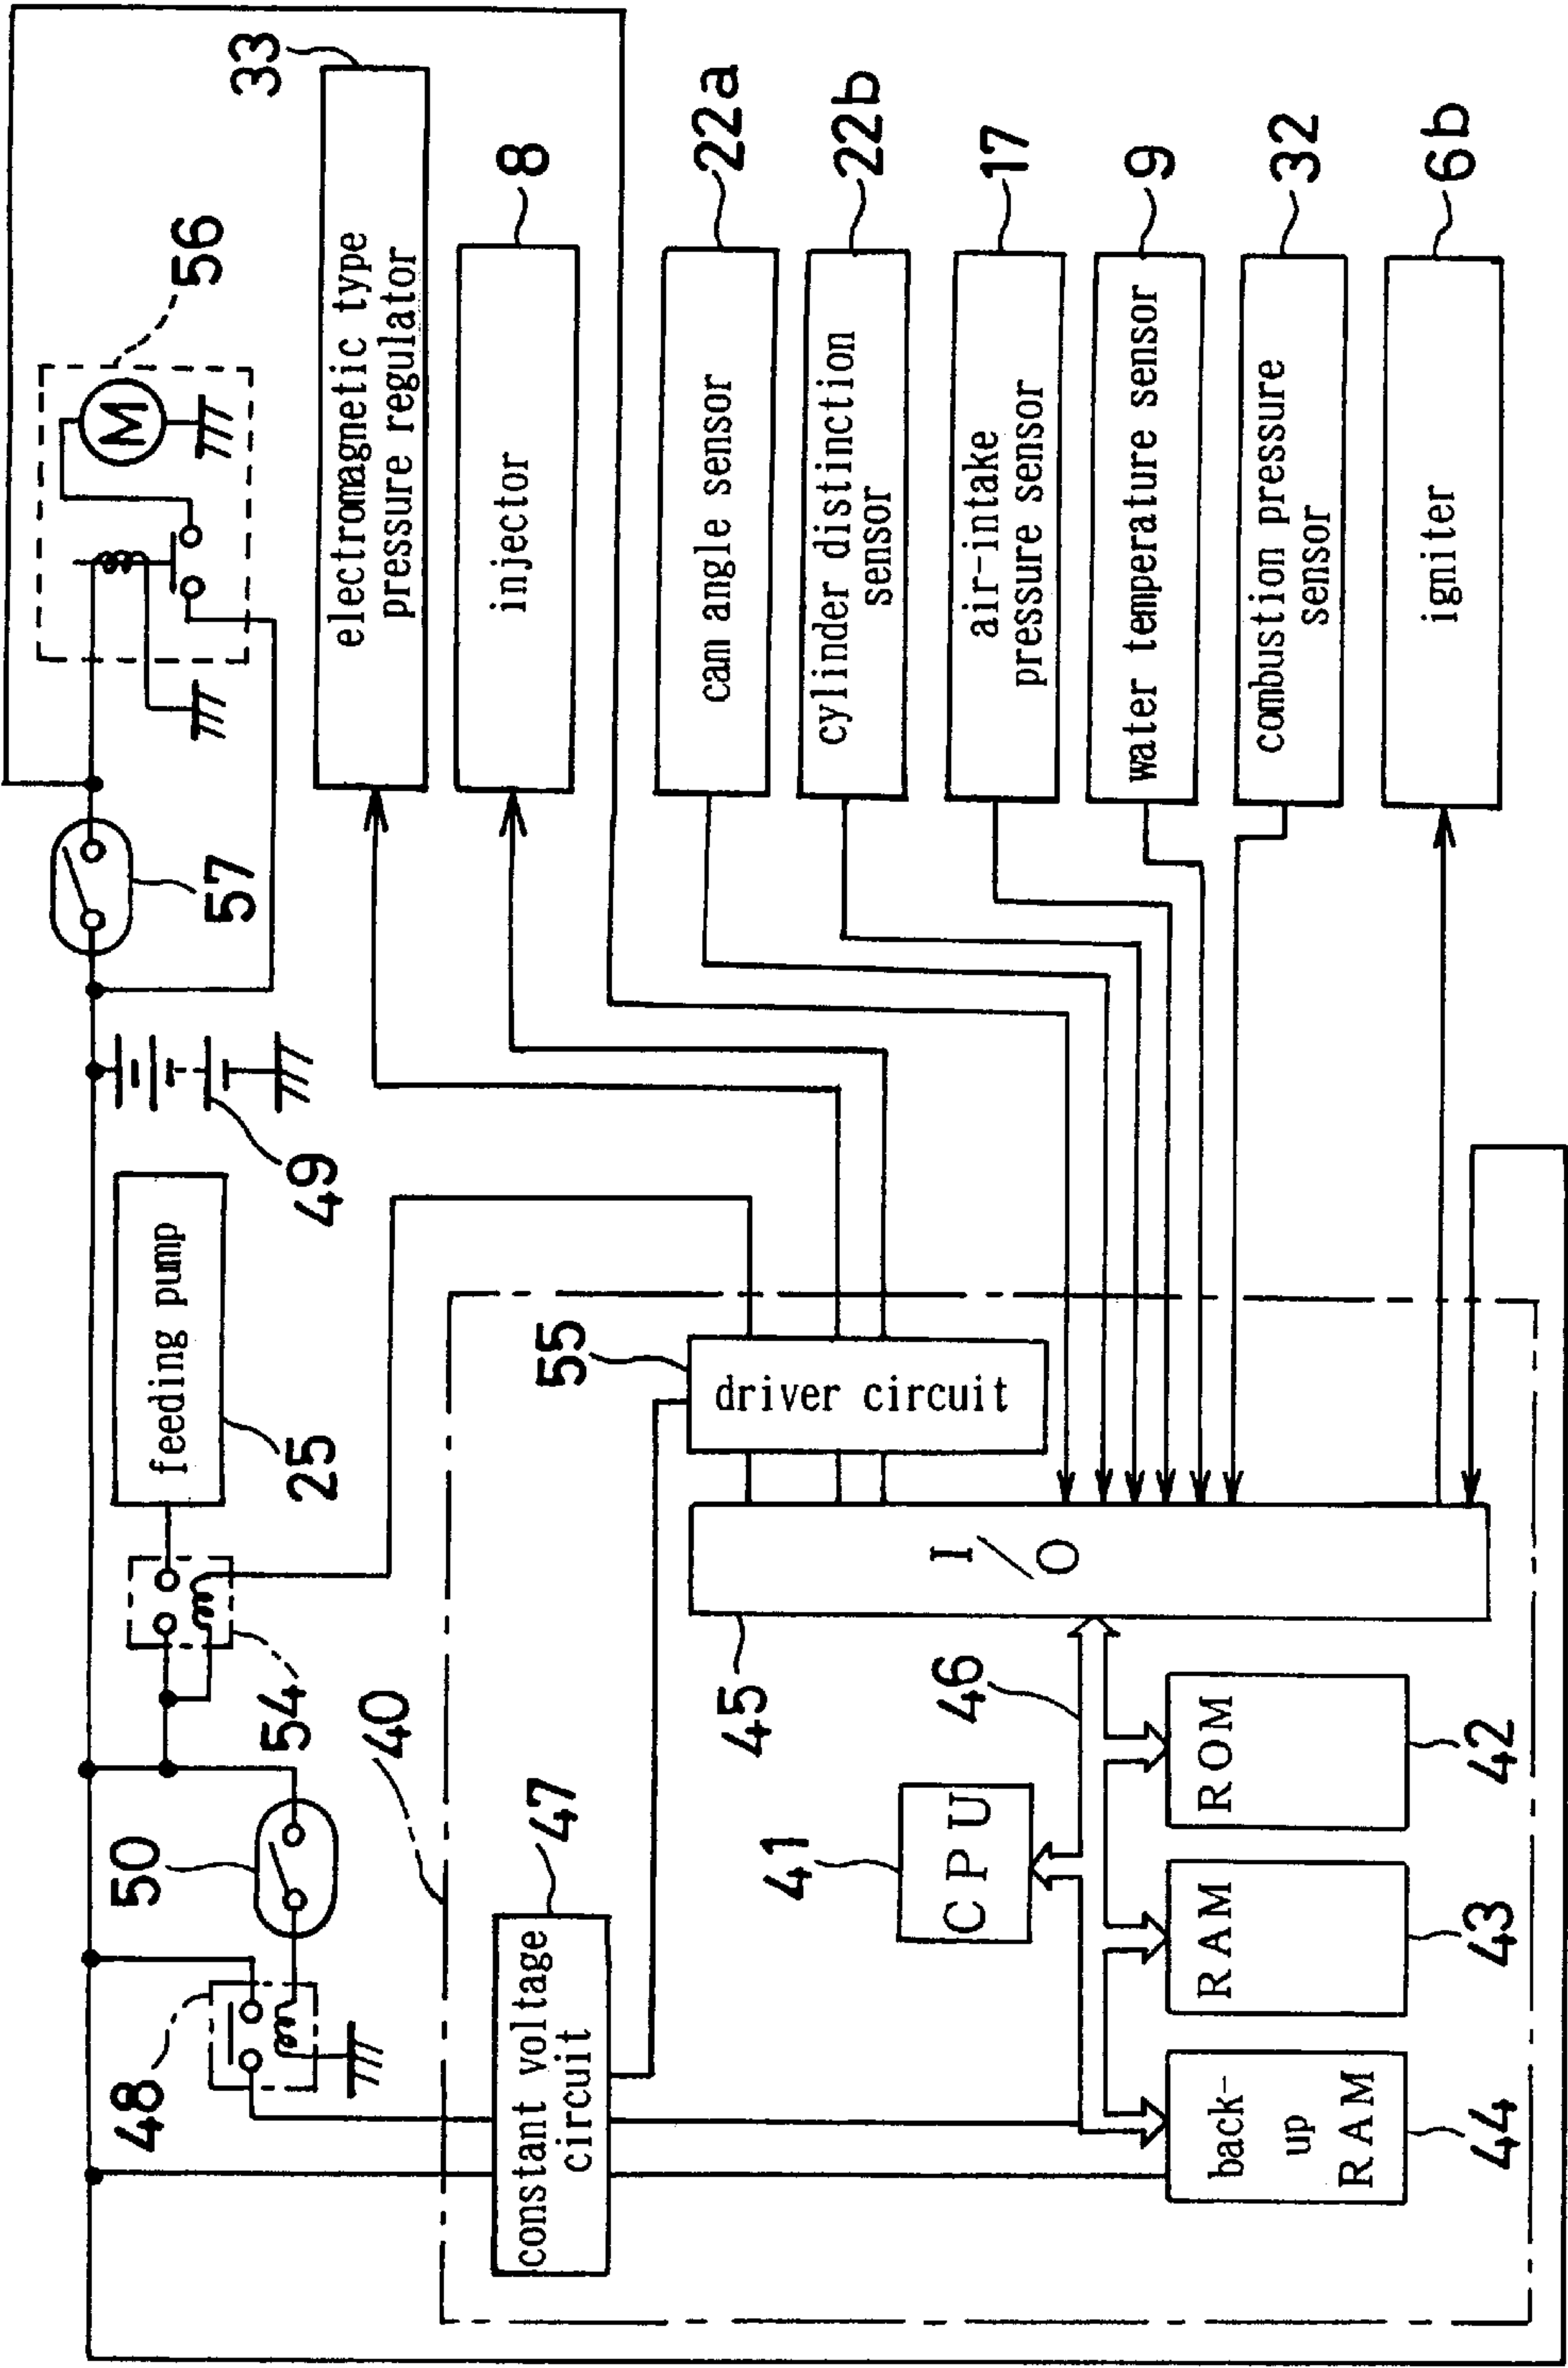 48
50
54
25
feeding pump
49
57
56
M
33
electromagnetic type
pressure regulator
8
injector
40
47
constant voltage
circuit
55
driver circuit
22a
cam angle sensor
22b
cylinder distinction
sensor
17
air-intake
pressure sensor
9
water temperature sensor
32
combustion pressure
sensor
6b
igniter
41
CPU
46
45
I/O
44
back-
up
RAM
43
RAM
42
ROM